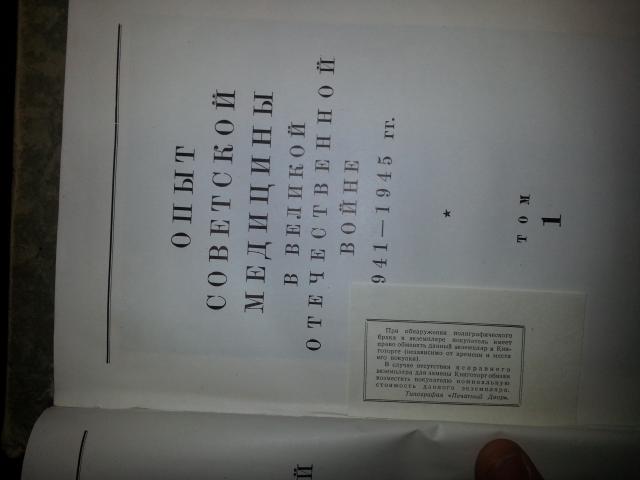 ОПЫТ
СОВЕТСКОЙ
МЕДИЦИНЫ
В ВЕЛИКОЙ
ОТЕЧЕСТВЕННОЙ
ВОЙНЕ
941—1945 гг.
★
ТОМ
1
При обнаружении полиграфического
брака в экземпляре покупатель имеет
право обменять данный экземпляр в Кни-
готорге (независимо от времени и места
его покупки).
В случае отсутствия исправного
экземпляра для замены Книготорг обязан
возместить покупателю номинальную
стоимость данного экземпляра.
Типография «Печатный Двор».
Й